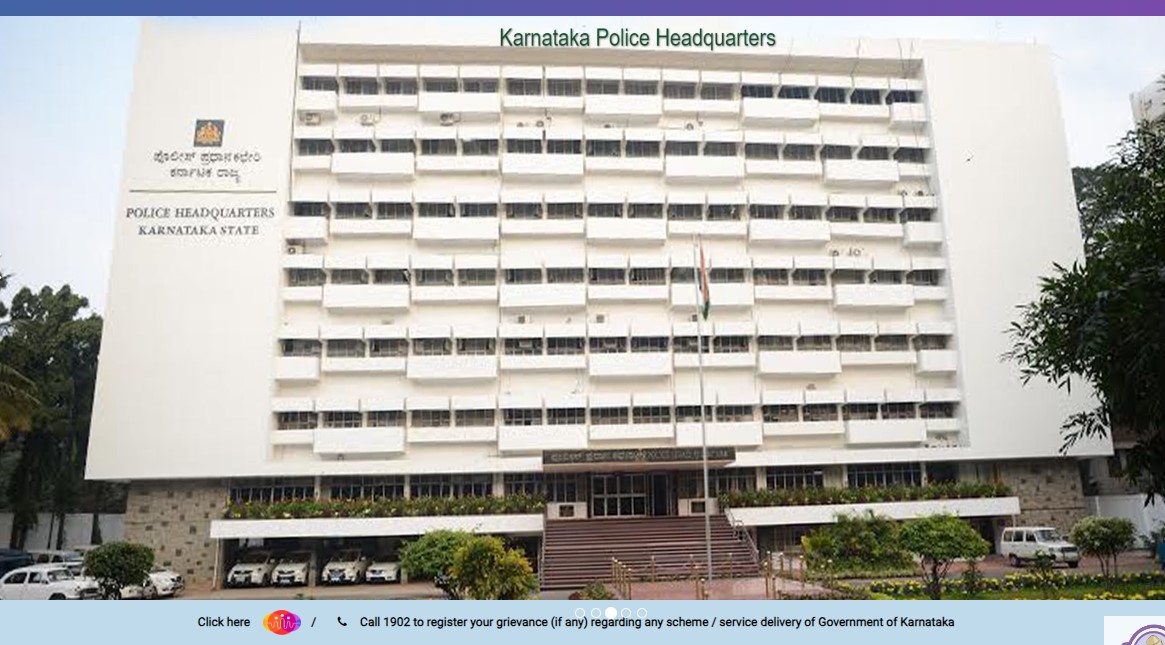 Karnataka Police Headquarters
ಪೊಲೀಸ್ ಪ್ರಧಾನ ಕಛೇರಿ
ಕರ್ನಾಟಕ ರಾಜ್ಯ
POLICE HEADQUARTERS
KARNATAKA STATE
Click here / Call 1902 to register your grievance (if any) regarding any scheme / service delivery of Government of Karnataka